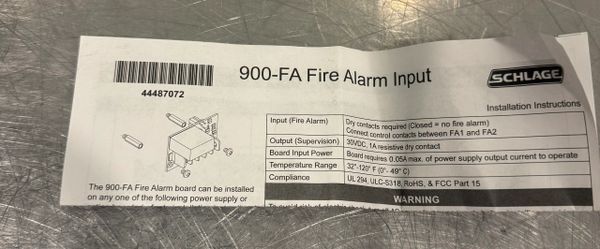 44487072
900-FA Fire Alarm Input
SCHLAGE
Installation Instructions
Input (Fire Alarm) Dry contacts required (Closed = no fire alarm)
Connect control contacts between FA1 and FA2
Output (Supervision) 30VDC, 1A resistive dry contact
Board Input Power Board requires 0.05A max. of power supply output current to operate
Temperature Range 32°-120° F (0°- 49° C)
Compliance UL 294, ULC-S318, RoHS, & FCC Part 15
WARNING
The 900-FA Fire Alarm board can be installed
on any one of the following power supply or
To avoid risk of